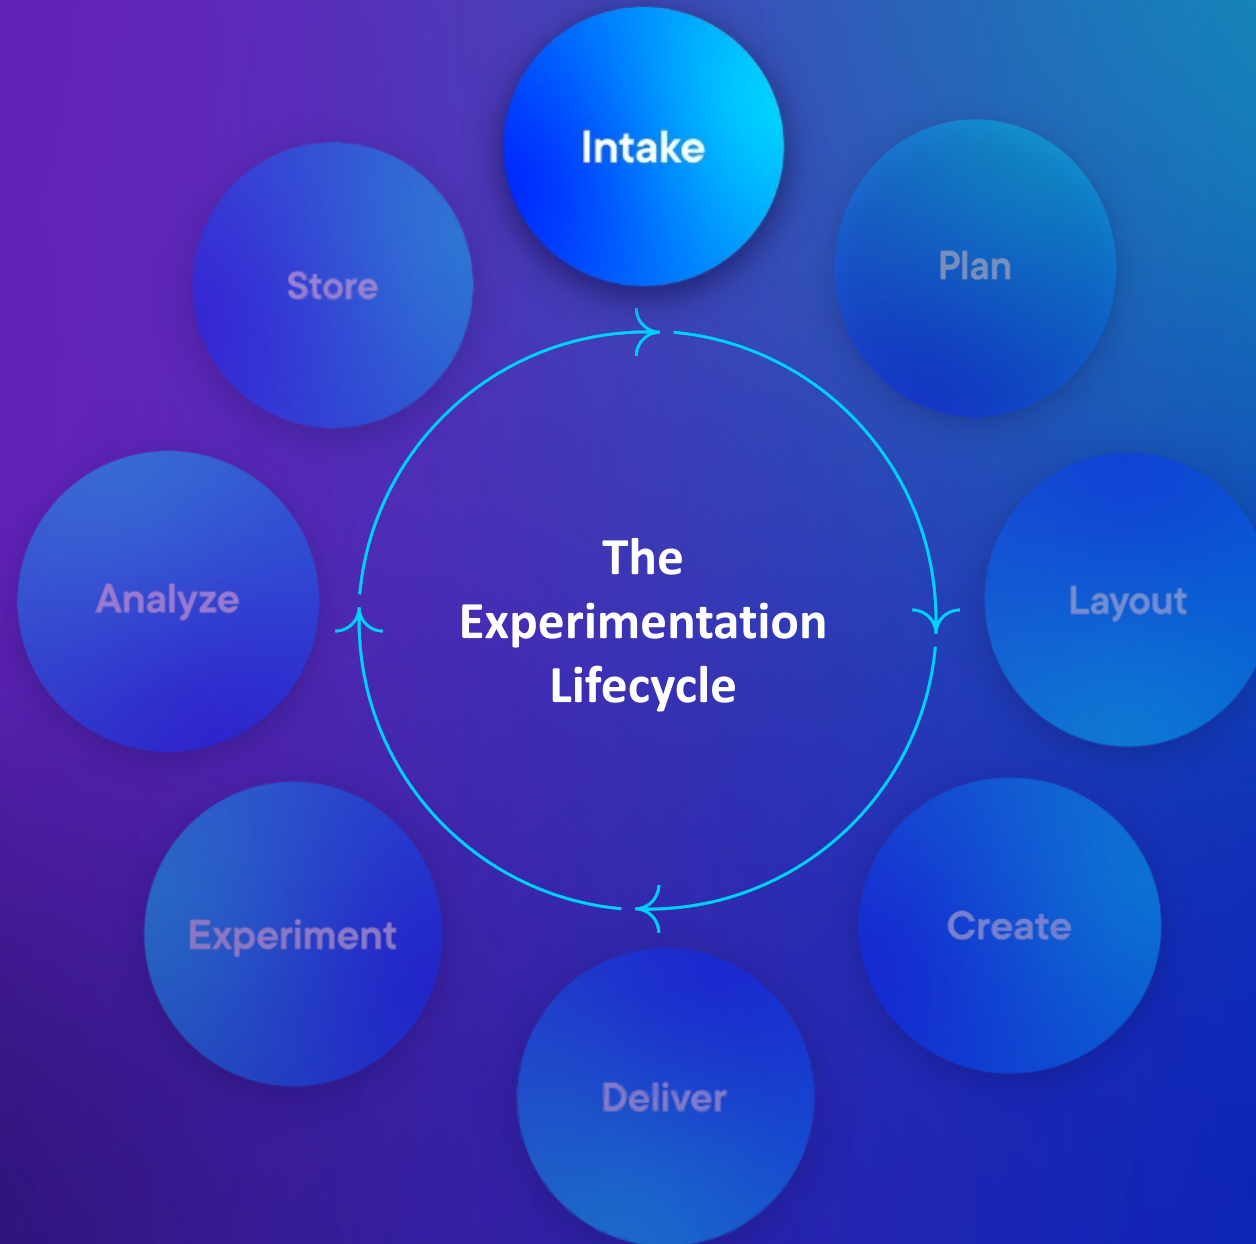 Intake
Plan
Layout
Create
Deliver
Experiment
Analyze
Store
The
Experimentation
Lifecycle